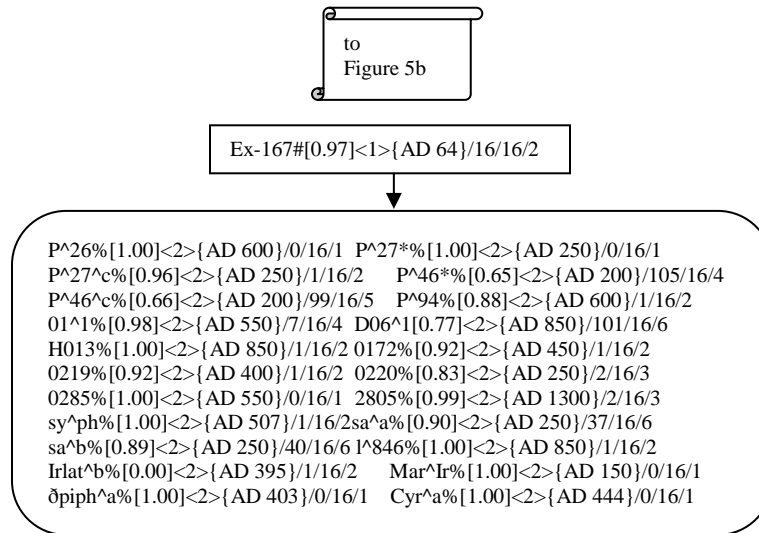 to
Figure 5b
Ex-167#[0.97]<1>{AD 64}/16/16/2
P^26%[1.00]<2>{AD 600}/0/16/1 P^27*%[1.00]<2>{AD 250}/0/16/1
P^27^c%[0.96]<2>{AD 250}/1/16/2 P^46*%[0.65]<2>{AD 200}/105/16/4
P^46^c%[0.66]<2>{AD 200}/99/16/5 P^94%[0.88]<2>{AD 600}/1/16/2
01^1%[0.98]<2>{AD 550}/7/16/4 D06^1[0.77]<2>{AD 850}/101/16/6
H013%[1.00]<2>{AD 850}/1/16/2 0172%[0.92]<2>{AD 450}/1/16/2
0219%[0.92]<2>{AD 400}/1/16/2 0220%[0.83]<2>{AD 250}/2/16/3
0285%[1.00]<2>{AD 550}/0/16/1 2805%[0.99]<2>{AD 1300}/2/16/3
sy^ph%[1.00]<2>{AD 507}/1/16/2sa^a%[0.90]<2>{AD 250}/37/16/6
sa^b%[0.89]<2>{AD 250}/40/16/6 l^846%[1.00]<2>{AD 850}/1/16/2
Irlat^b%[0.00]<2>{AD 395}/1/16/2 Mar^Ir%[1.00]<2>{AD 150}/0/16/1
ðpiph^a%[1.00]<2>{AD 403}/0/16/1 Cyr^a%[1.00]<2>{AD 444}/0/16/1